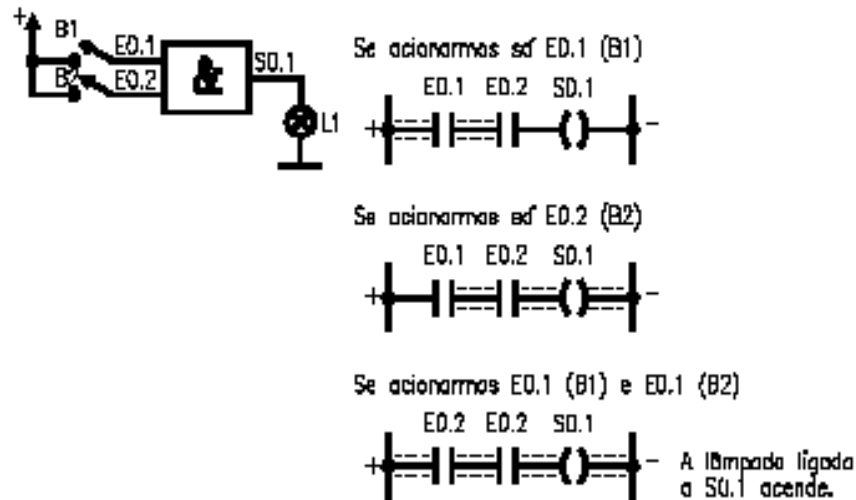 +
B1
E0.1
S0.1
B2
E0.2
&
L1
Se acionarmos só E0.1 (B1)
E0.1 E0.2 S0.1
+ -
Se acionarmos só E0.2 (B2)
E0.1 E0.2 S0.1
+ -
Se acionarmos E0.1 (B1) e E0.1 (B2)
E0.2 E0.2 S0.1
+ -
A lâmpada ligada
a S0.1 acende.